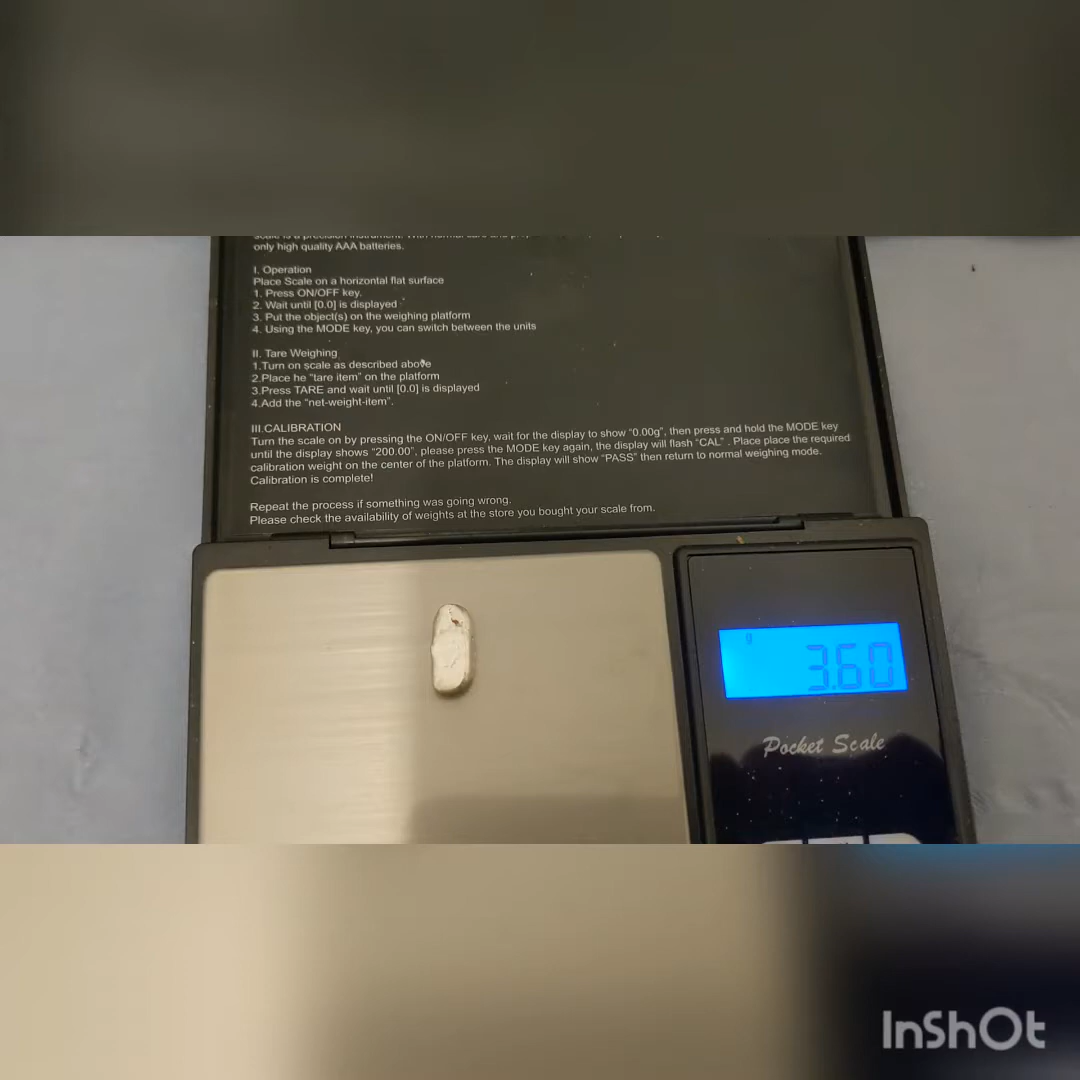 only high quality AAA batteries.
I. Operation
Place Scale on a horizontal flat surface
1. Press ON/OFF key.
2. Wait until [0.0] is displayed
3. Put the object(s) on the weighing platform
4. Using the MODE key, you can switch between the units
II. Tare Weighing
1.Turn on scale as described above
2.Place he "tare item" on the platform
3.Press TARE and wait until [0.0] is displayed
4.Add the "net-weight-item".
III.CALIBRATION
Turn the scale on by pressing the ON/OFF key, wait for the display to show "0.00g", then press and hold the MODE key
until the display shows "200.00", please press the MODE key again, the display will flash "CAL" . Place place the required
calibration weight on the center of the platform. The display will show "PASS" then return to normal weighing mode.
Calibration is complete!
Repeat the process if something was going wrong.
Please check the availability of weights at the store you bought your scale from.
g
3.60
Pocket Scale
InShOt